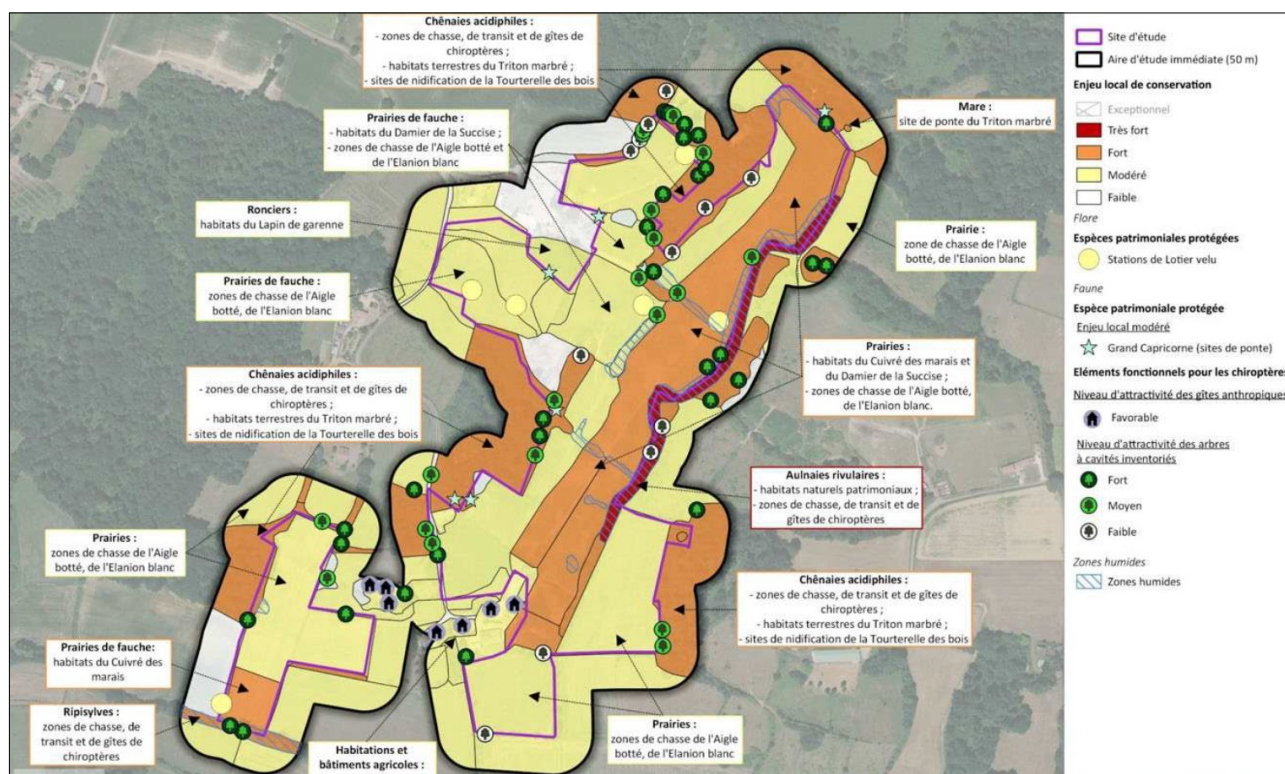 Chênaies acidiphiles :
- zones de chasse, de transit et de gîtes
de chiroptères ;
- habitats terrestres du Triton marbré ;
- sites de nidification de la Tourterelle des bois
Prairies de fauche :
- habitats du Damier de la Succise ;
- zones de chasse de l'Aigle botté et
de l'Elanion blanc
Mare :
site de ponte du Triton marbré
Ronciers :
habitats du Lapin de garenne
Prairie :
zone de chasse de l'Aigle
botté, de l'Elanion blanc
Prairies de fauche :
zones de chasse de l'Aigle
botté, de l'Elanion blanc
Prairies :
- habitats du Cuivré des marais et
du Damier de la Succise ;
- zones de chasse de l'Aigle botté,
de l'Elanion blanc.
Chênaies acidiphiles :
- zones de chasse, de transit et de gîtes de
chiroptères ;
- habitats terrestres du Triton marbré ;
- sites de nidification de la Tourterelle des bois
Aulnaies rivulaires :
- habitats naturels patrimoniaux ;
- zones de chasse, de transit et de
gîtes de chiroptères
Prairies :
zones de chasse de l'Aigle
botté, de l'Elanion blanc
Chênaies acidiphiles :
- zones de chasse, de transit et de gîtes de
chiroptères ;
- habitats terrestres du Triton marbré ;
- sites de nidification de la Tourterelle des bois
Prairies de fauche:
habitats du Cuivré des
marais
Ripisylves :
zones de chasse, de
transit et de gîtes de
chiroptères
Habitations et
bâtiments agricoles :
Prairies :
zones de chasse de l'Aigle
botté, de l'Elanion blanc
Site d'étude
Aire d'étude immédiate (50 m)
Enjeu local de conservation
Exceptionnel
Très fort
Fort
Modéré
Faible
Flore
Espèces patrimoniales protégées
Stations de Lotier velu
Faune
Espèce patrimoniale protégée
Enjeu local modéré
Grand Capricorne (sites de ponte)
Eléments fonctionnels pour les chiroptères
Niveau d'attractivité des gîtes anthropiques
Favorable
Niveau d'attractivité des arbres
à cavités inventoriés
Fort
Moyen
Faible
Zones humides
Zones humides